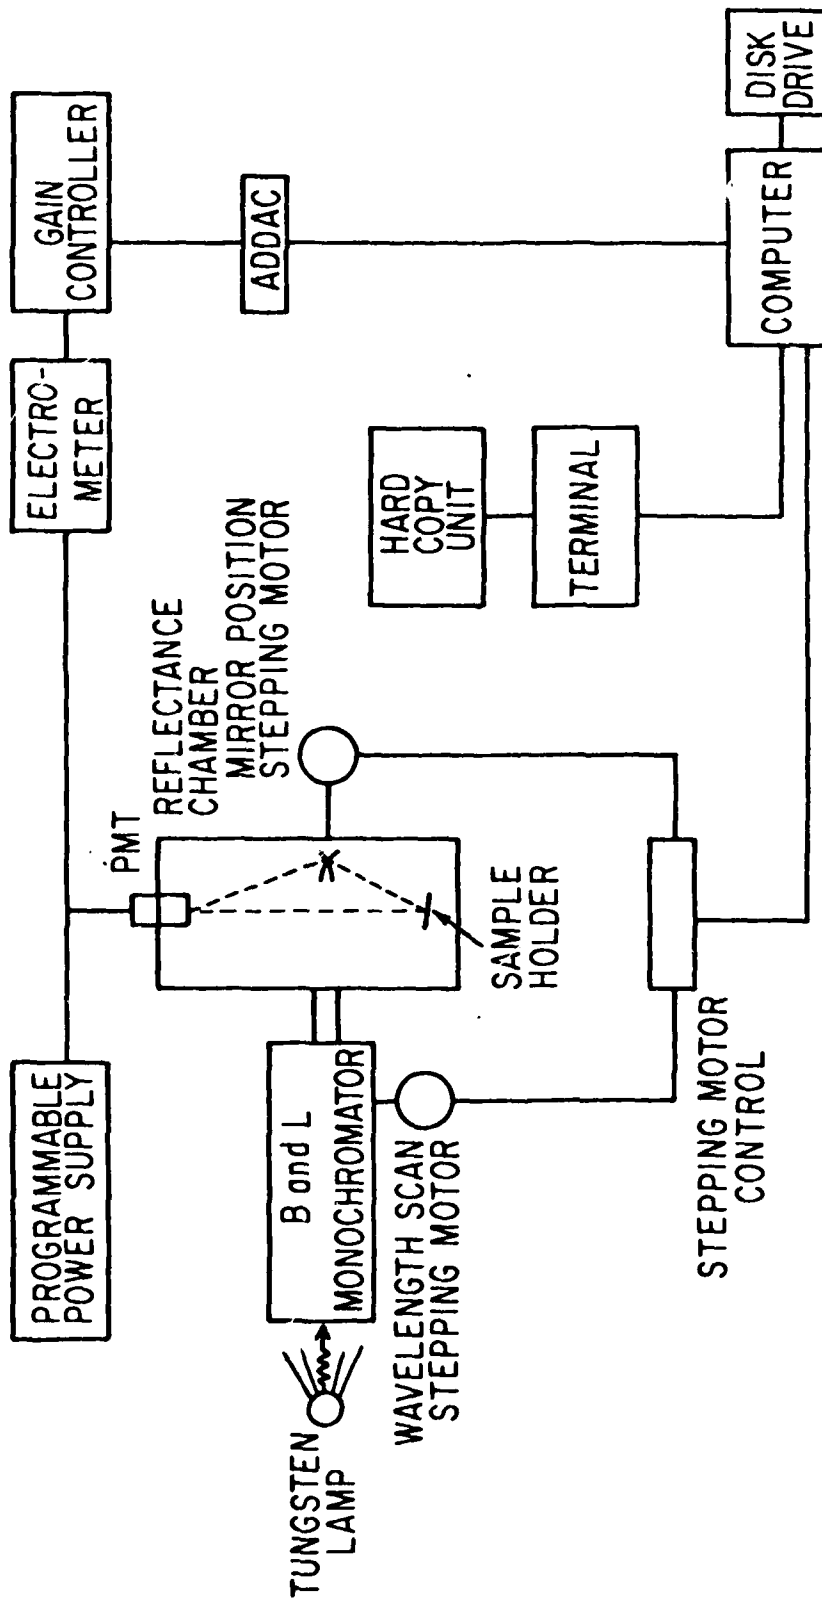 PROGRAMMABLE
POWER SUPPLY
ELECTRO-
METER
GAIN
CONTROLLER
PMT
REFLECTANCE
CHAMBER
MIRROR POSITION
STEPPING MOTOR
ADDAC
TUNGSTEN
LAMP
B and L
MONOCHROMATOR
WAVELENGTH SCAN
STEPPING MOTOR
SAMPLE
HOLDER
HARD
COPY
UNIT
TERMINAL
STEPPING MOTOR
CONTROL
COMPUTER
DISK
DRIVE